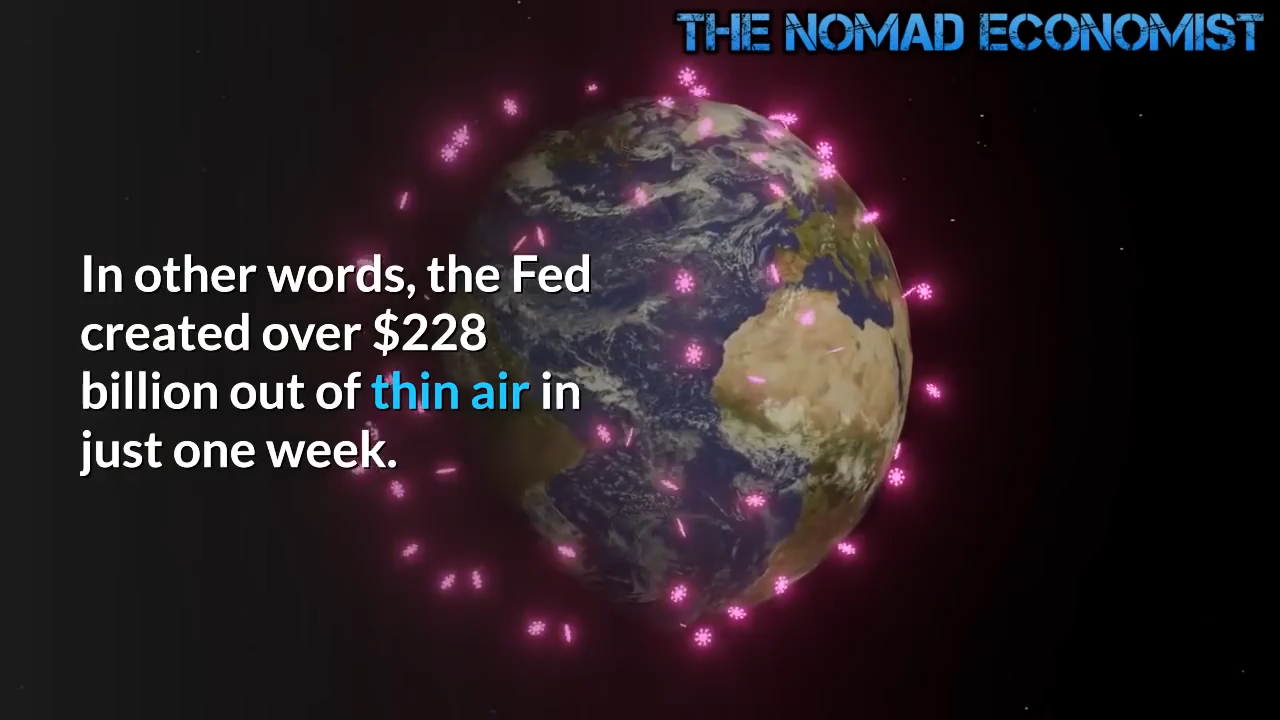 THE NOMAD ECONOMIST
In other words, the Fed
created over $228
billion out of thin air in
just one week.